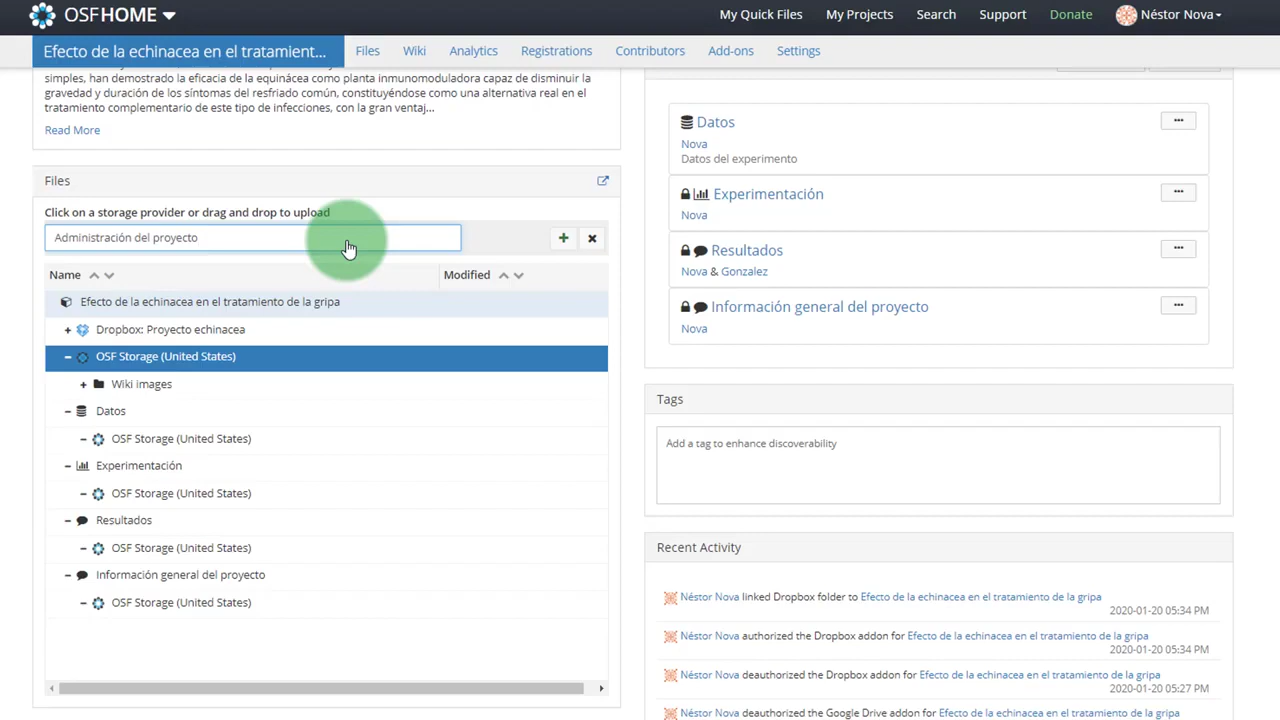 OSFHOME
My Quick Files
My Projects
Search
Support
Donate
Néstor Nova
Efecto de la echinacea en el tratamient...
Files
Wiki
Analytics
Registrations
Contributors
Add-ons
Settings
simples, han demostrado la eficacia de la equinácea como planta inmunomoduladora capaz de disminuir la
gravedad y duración de los síntomas del resfriado común, constituyéndose como una alternativa real en el
tratamiento complementario de este tipo de infecciones, con la gran ventaj...
Read More
Files
Click on a storage provider or drag and drop to upload
Administración del proyecto
Name
Modified
Efecto de la echinacea en el tratamiento de la gripa
Dropbox: Proyecto echinacea
OSF Storage (United States)
Wiki images
Datos
OSF Storage (United States)
Experimentación
OSF Storage (United States)
Resultados
OSF Storage (United States)
Información general del proyecto
OSF Storage (United States)
Datos
Nova
Datos del experimento
Experimentación
Nova
Resultados
Nova & Gonzalez
Información general del proyecto
Nova
Tags
Add a tag to enhance discoverability
Recent Activity
Néstor Nova linked Dropbox folder to Efecto de la echinacea en el tratamiento de la gripa
2020-01-20 05:34 PM
Néstor Nova authorized the Dropbox addon for Efecto de la echinacea en el tratamiento de la gripa
2020-01-20 05:34 PM
Néstor Nova deauthorized the Dropbox addon for Efecto de la echinacea en el tratamiento de la gripa
2020-01-20 05:27 PM
Néstor Nova deauthorized the Google Drive addon for Efecto de la echinacea en el tratamiento de la gripa